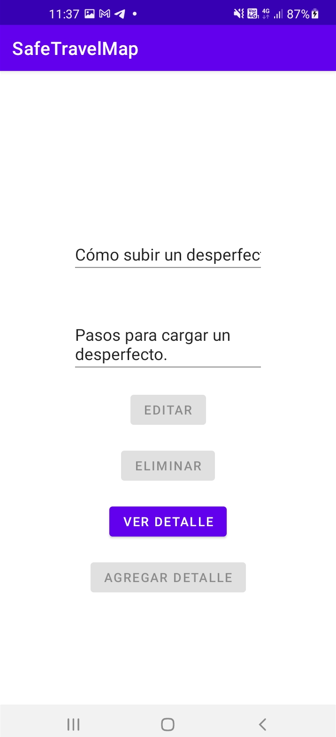 11:37
4G
87%
SafeTravelMap
Cómo subir un desperfec
Pasos para cargar un
desperfecto.
EDITAR
ELIMINAR
VER DETALLE
AGREGAR DETALLE